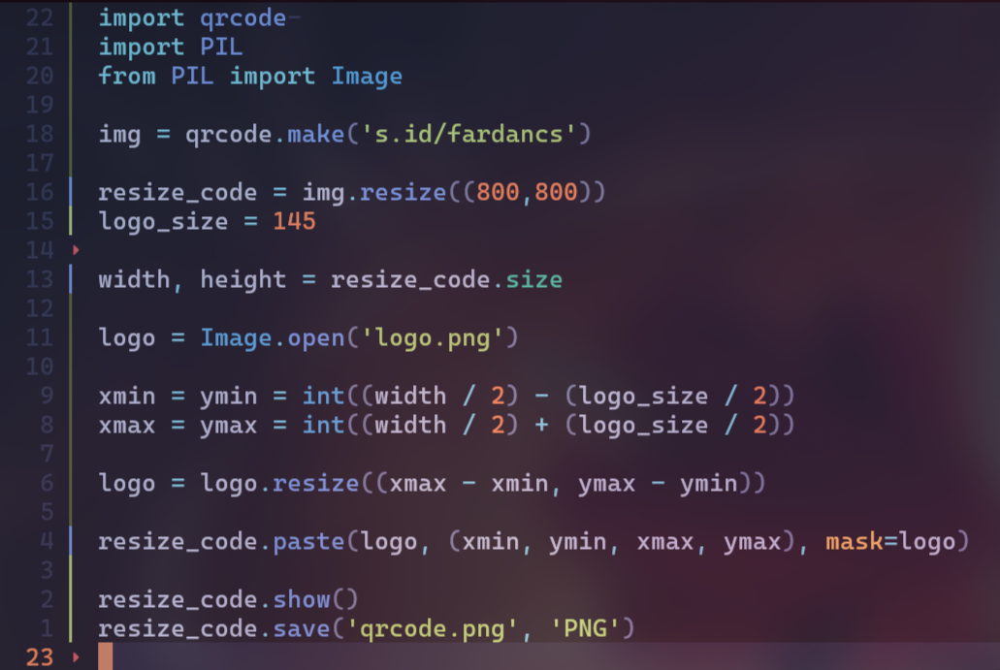 22 import qrcode
21 import PIL
20 from PIL import Image
19
18 img = qrcode.make('s.id/fardancs')
17
16 resize_code = img.resize((800,800))
15 logo_size = 145
14
13 width, height = resize_code.size
12
11 logo = Image.open('logo.png')
10
9 xmin = ymin = int((width / 2) - (logo_size / 2))
8 xmax = ymax = int((width / 2) + (logo_size / 2))
7
6 logo = logo.resize((xmax - xmin, ymax - ymin))
5
4 resize_code.paste(logo, (xmin, ymin, xmax, ymax), mask=logo)
3
2 resize_code.show()
1 resize_code.save('qrcode.png', 'PNG')
23